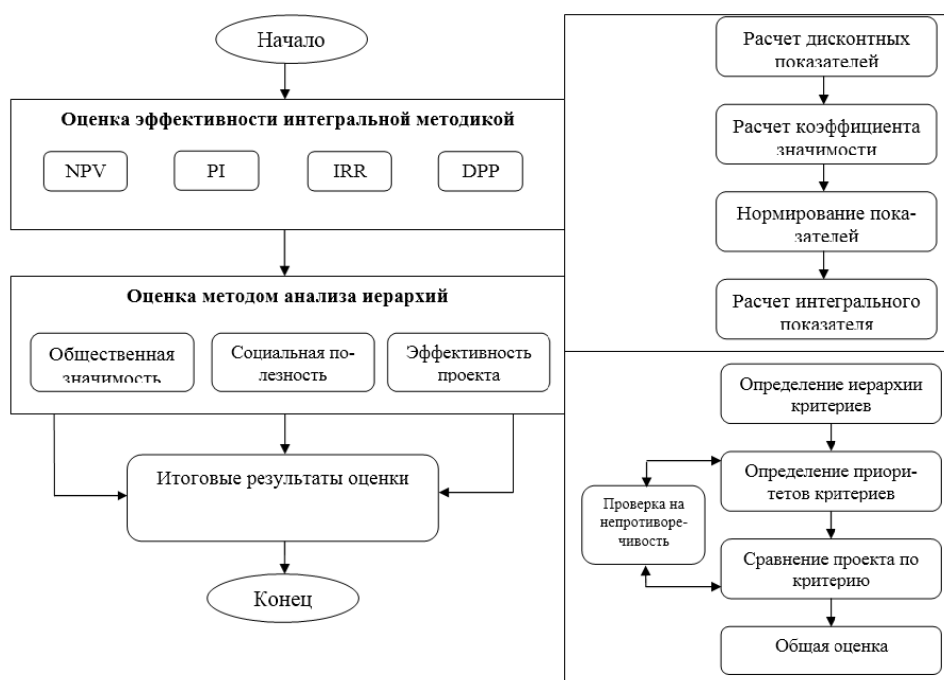 Начало
Оценка эффективности интегральной методикой
NPV
PI
IRR
DPP
Оценка методом анализа иерархий
Общественная
значимость
Социальная по-
лезность
Эффективность
проекта
Итоговые результаты оценки
Конец
Расчет дисконтных
показателей
Расчет коэффициента
значимости
Нормирование пока-
зателей
Расчет интегрального
показателя
Определение иерархии
критериев
Определение приори-
тетов критериев
Проверка на
непротиворе-
чивость
Сравнение проекта по
критерию
Общая оценка